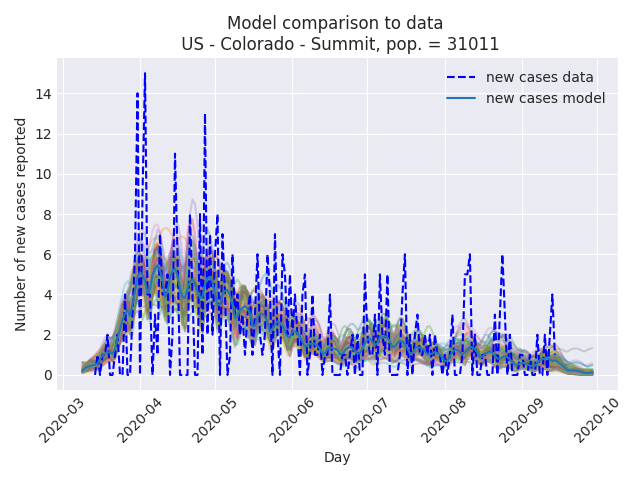 Model comparison to data
US - Colorado - Summit, pop. = 31011
new cases data
new cases model
Number of new cases reported
14
12
10
8
6
4
2
0
2020-03
2020-04
2020-05
2020-06
2020-07
2020-08
2020-09
2020-10
Day